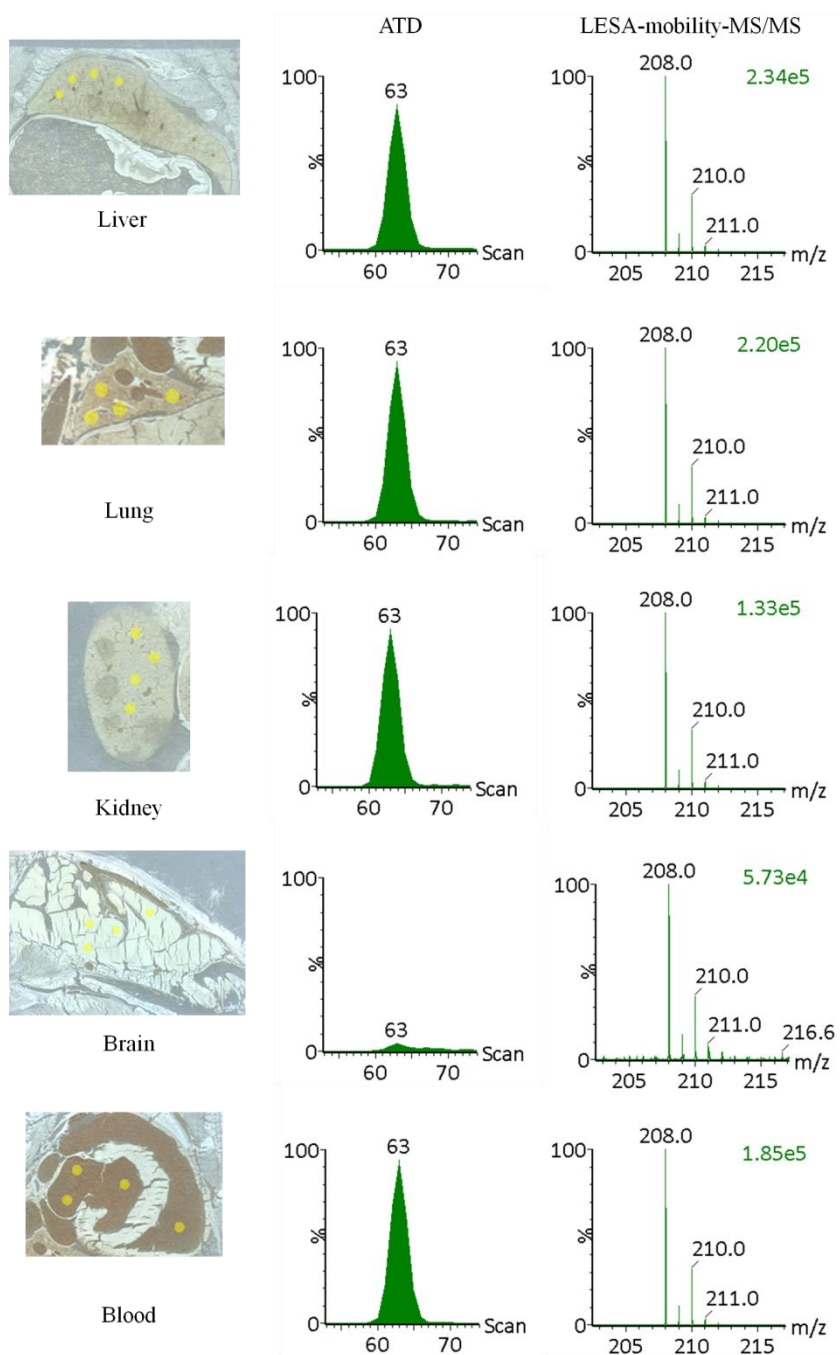 ATD LESA-mobility-MS/MS
100 63 % 0 60 70 Scan
208.0 2.34e5 100 % 210.0 211.0 0 205 210 215 m/z
Liver
100 63 % 0 60 70 Scan
208.0 2.20e5 100 % 210.0 211.0 0 205 210 215 m/z
Lung
100 63 % 0 60 70 Scan
208.0 1.33e5 100 % 210.0 211.0 0 205 210 215 m/z
Kidney
100 63 % 0 60 70 Scan
208.0 5.73e4 100 % 210.0 211.0 216.6 0 205 210 215 m/z
Brain
100 63 % 0 60 70 Scan
208.0 1.85e5 100 % 210.0 211.0 0 205 210 215 m/z
Blood